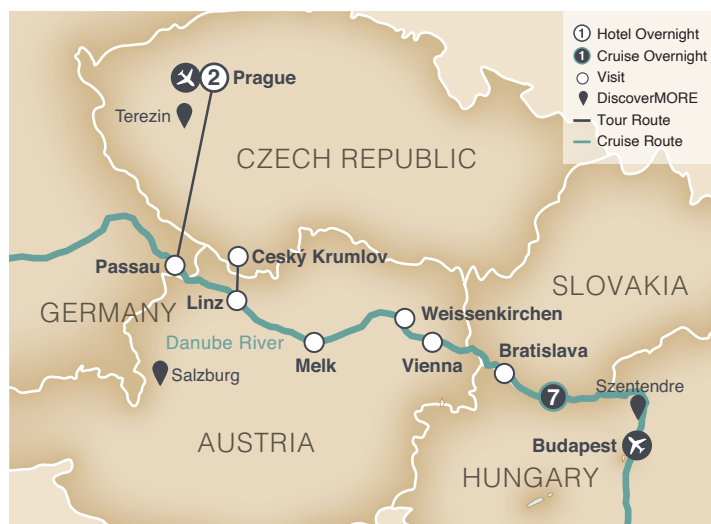 1 Hotel Overnight
1 Cruise Overnight
Visit
DiscoverMORE
Tour Route
Cruise Route
2 Prague
Terezin
CZECH REPUBLIC
Passau
Ceský Krumlov
SLOVAKIA
GERMANY
Linz
Weissenkirchen
Danube River
Melk
Vienna
Bratislava
Salzburg
7
Szentendre
AUSTRIA
Budapest
HUNGARY